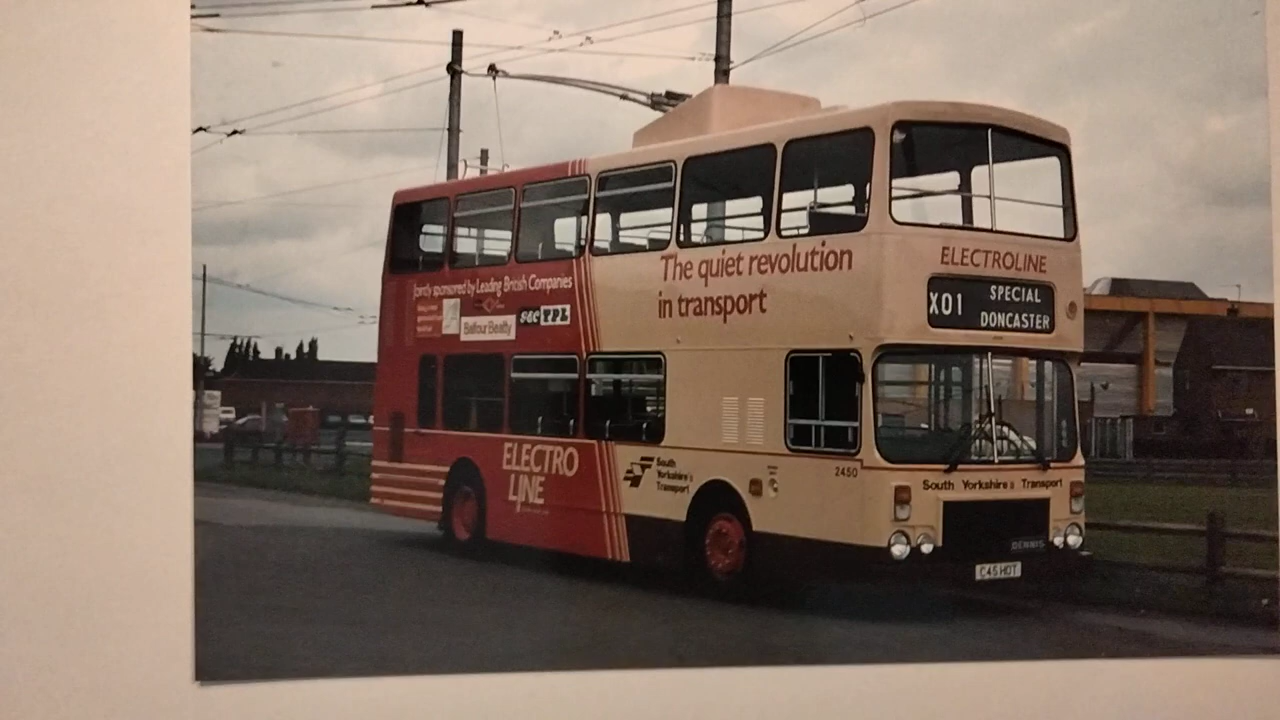 The quiet revolution
in transport
ELECTROLINE
X01 SPECIAL
DONCASTER
Jointly sponsored by Leading British Companies
Balfour Beatty
GEC TPL
ELECTRO
LINE
South
Yorkshire's
Transport
2450
South Yorkshire's Transport
DENNIS
C45 HDT